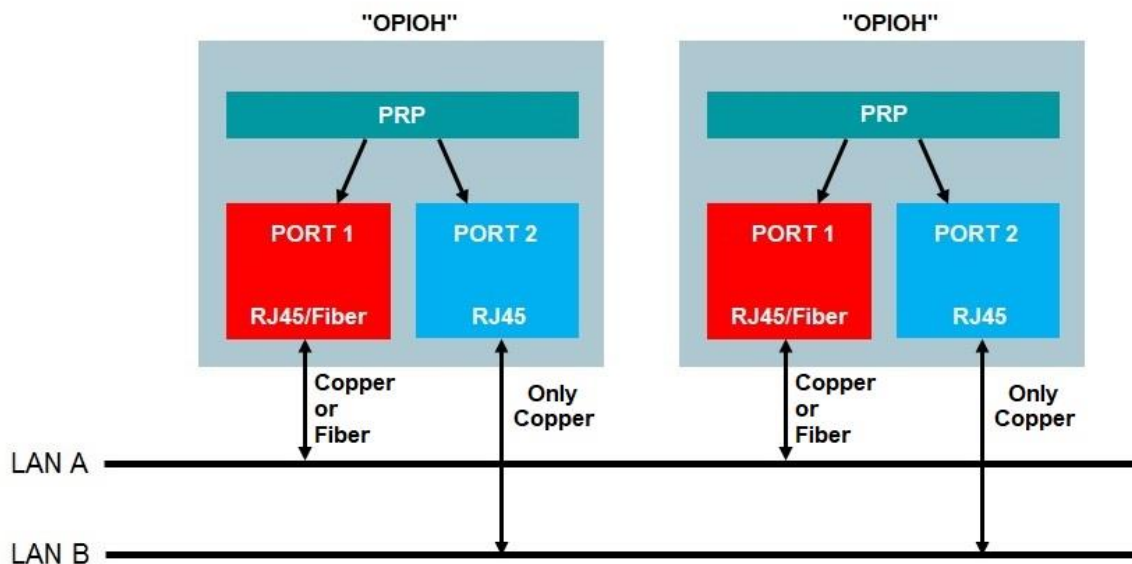 "OPIOH"
PRP
PORT 1
PORT 2
RJ45/Fiber
RJ45
Copper
or
Fiber
Only
Copper
"OPIOH"
PRP
PORT 1
PORT 2
RJ45/Fiber
RJ45
Copper
or
Fiber
Only
Copper
LAN A
LAN B